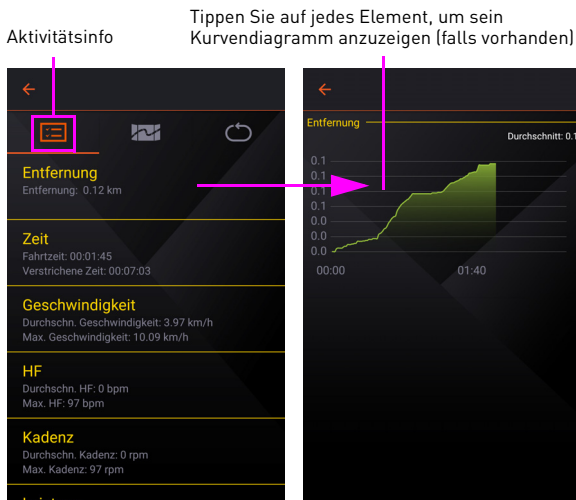 Aktivitätsinfo
Tippen Sie auf jedes Element, um sein
Kurvendiagramm anzuzeigen (falls vorhanden)
Entfernung
Entfernung: 0.12 km
Zeit
Fahrtzeit: 00:01:45
Verstrichene Zeit: 00:07:03
Geschwindigkeit
Durchschn. Geschwindigkeit: 3.97 km/h
Max. Geschwindigkeit: 10.09 km/h
HF
Durchschn. HF: 0 bpm
Max. HF: 97 bpm
Kadenz
Durchschn. Kadenz: 0 rpm
Max. Kadenz: 97 rpm
Entfernung
Durchschnitt: 0.1
0.1
0.1
0.1
0.1
0.0
0.0
0.0
00:00 01:40